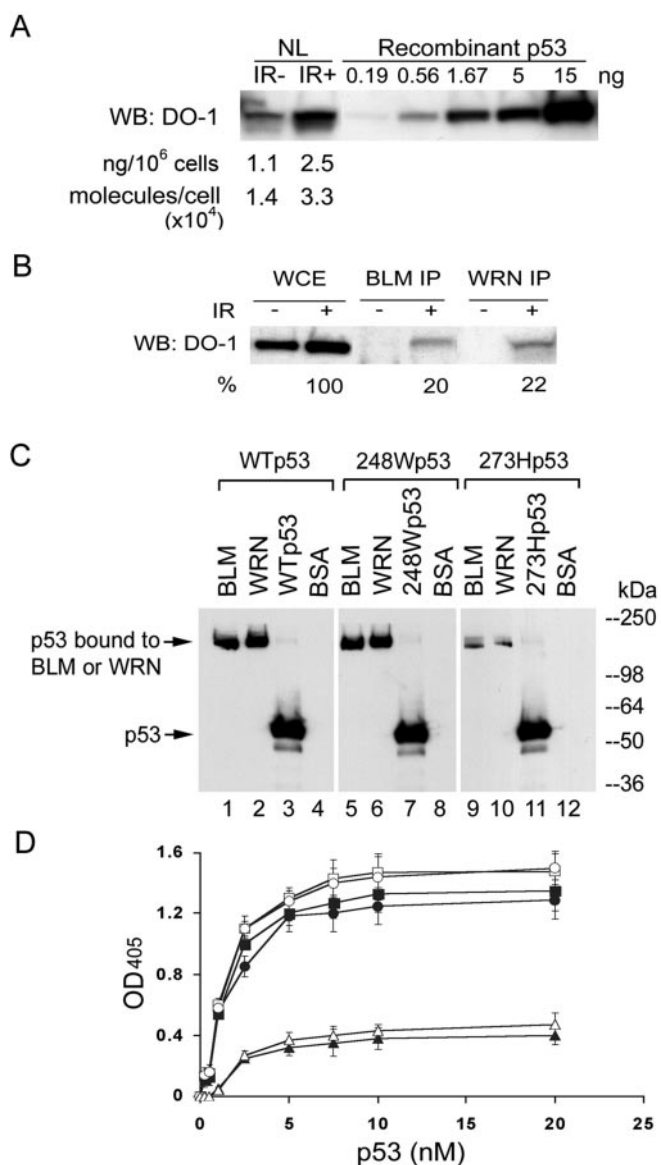 A
NL Recombinant p53
IR- IR+ 0.19 0.56 1.67 5 15 ng
WB: DO-1
ng/10⁶ cells 1.1 2.5
molecules/cell 1.4 3.3
(x10⁴)
B
WCE BLM IP WRN IP
IR - + - + - +
WB: DO-1
% 100 20 22
C
WTp53 248Wp53 273Hp53
BLM WRN WTp53 BSA BLM WRN 248Wp53 BSA BLM WRN 273Hp53 BSA
kDa
--250
p53 bound to
BLM or WRN
--98
--64
p53
--50
--36
1 2 3 4 5 6 7 8 9 10 11 12
D
1.6
1.2
0.8
0.4
0
OD405
0 5 10 15 20 25
p53 (nM)